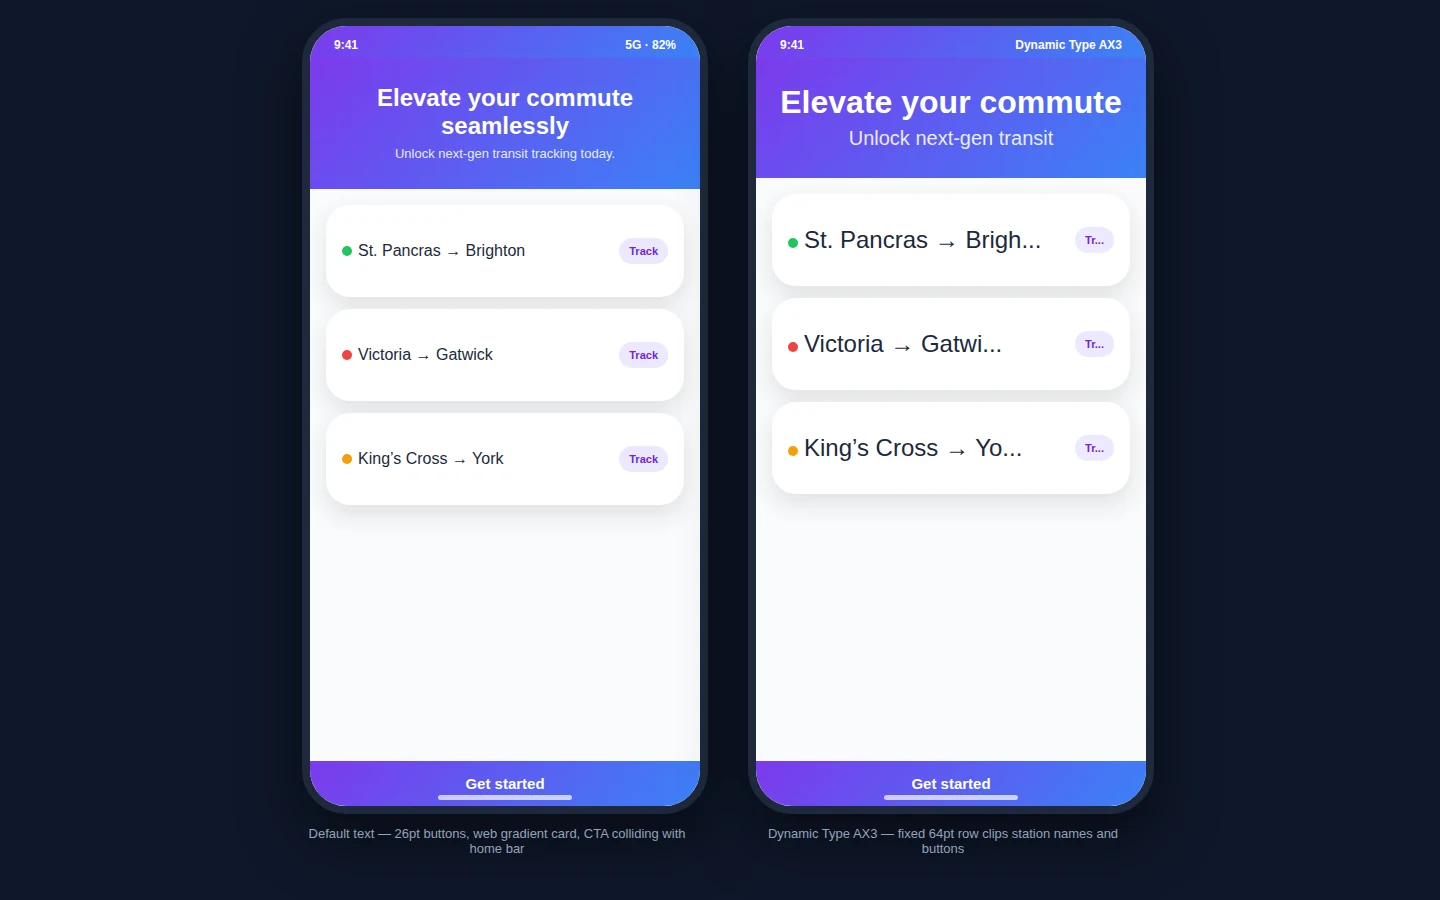 9:41
5G · 82%
Elevate your commute
seamlessly
Unlock next-gen transit tracking today.
St. Pancras → Brighton
Track
Victoria → Gatwick
Track
King’s Cross → York
Track
Get started
Default text — 26pt buttons, web gradient card, CTA colliding with
home bar
9:41
Dynamic Type AX3
Elevate your commute
Unlock next-gen transit
St. Pancras → Brigh...
Tr...
Victoria → Gatwi...
Tr...
King’s Cross → Yo...
Tr...
Get started
Dynamic Type AX3 — fixed 64pt row clips station names and
buttons